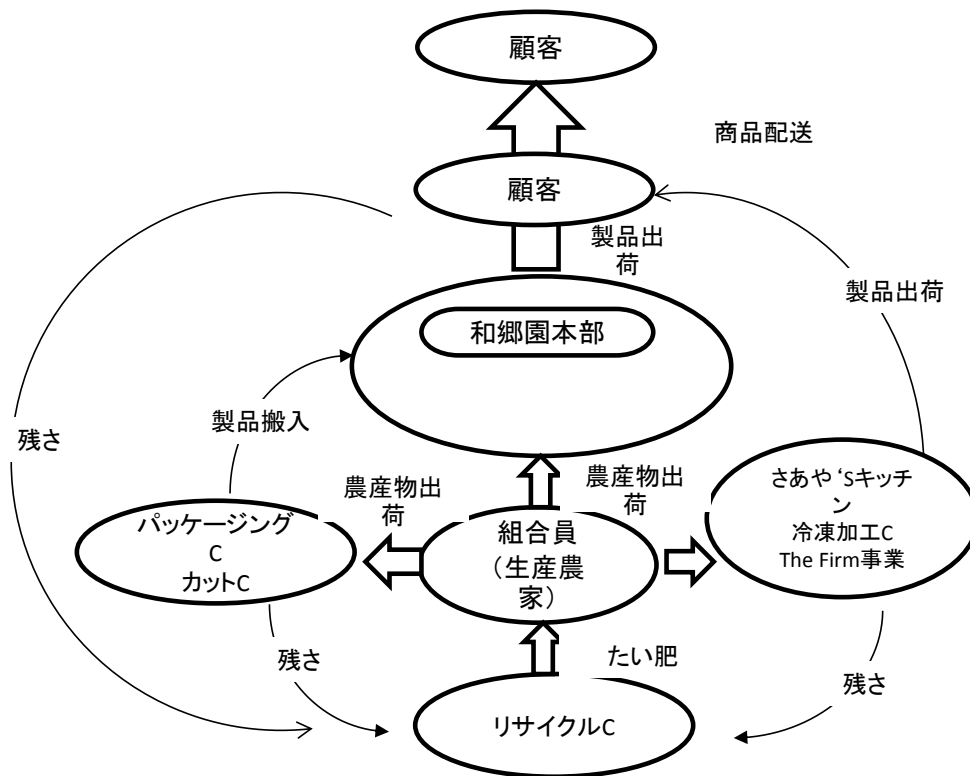 顧客
商品配送
顧客
製品出
荷
製品出荷
和郷園本部
製品搬入
残さ
農産物出
荷
農産物出
荷
さあや‘Sキッチ
ン
冷凍加工C
The Firm事業
パッケージング
C
カットC
組合員
（生産農
家）
残さ
たい肥
残さ
リサイクルC